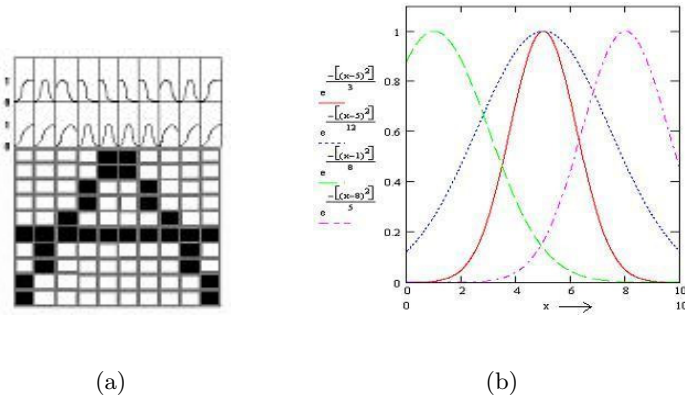 1
0.8
0.6
0.4
0.2
0
0 2 4 6 8 10
0 x 10
e -[(x-5)²]/3
e -[(x-5)²]/12
e -[(x-1)²]/8
e -[(x-8)²]/5
(a) (b)